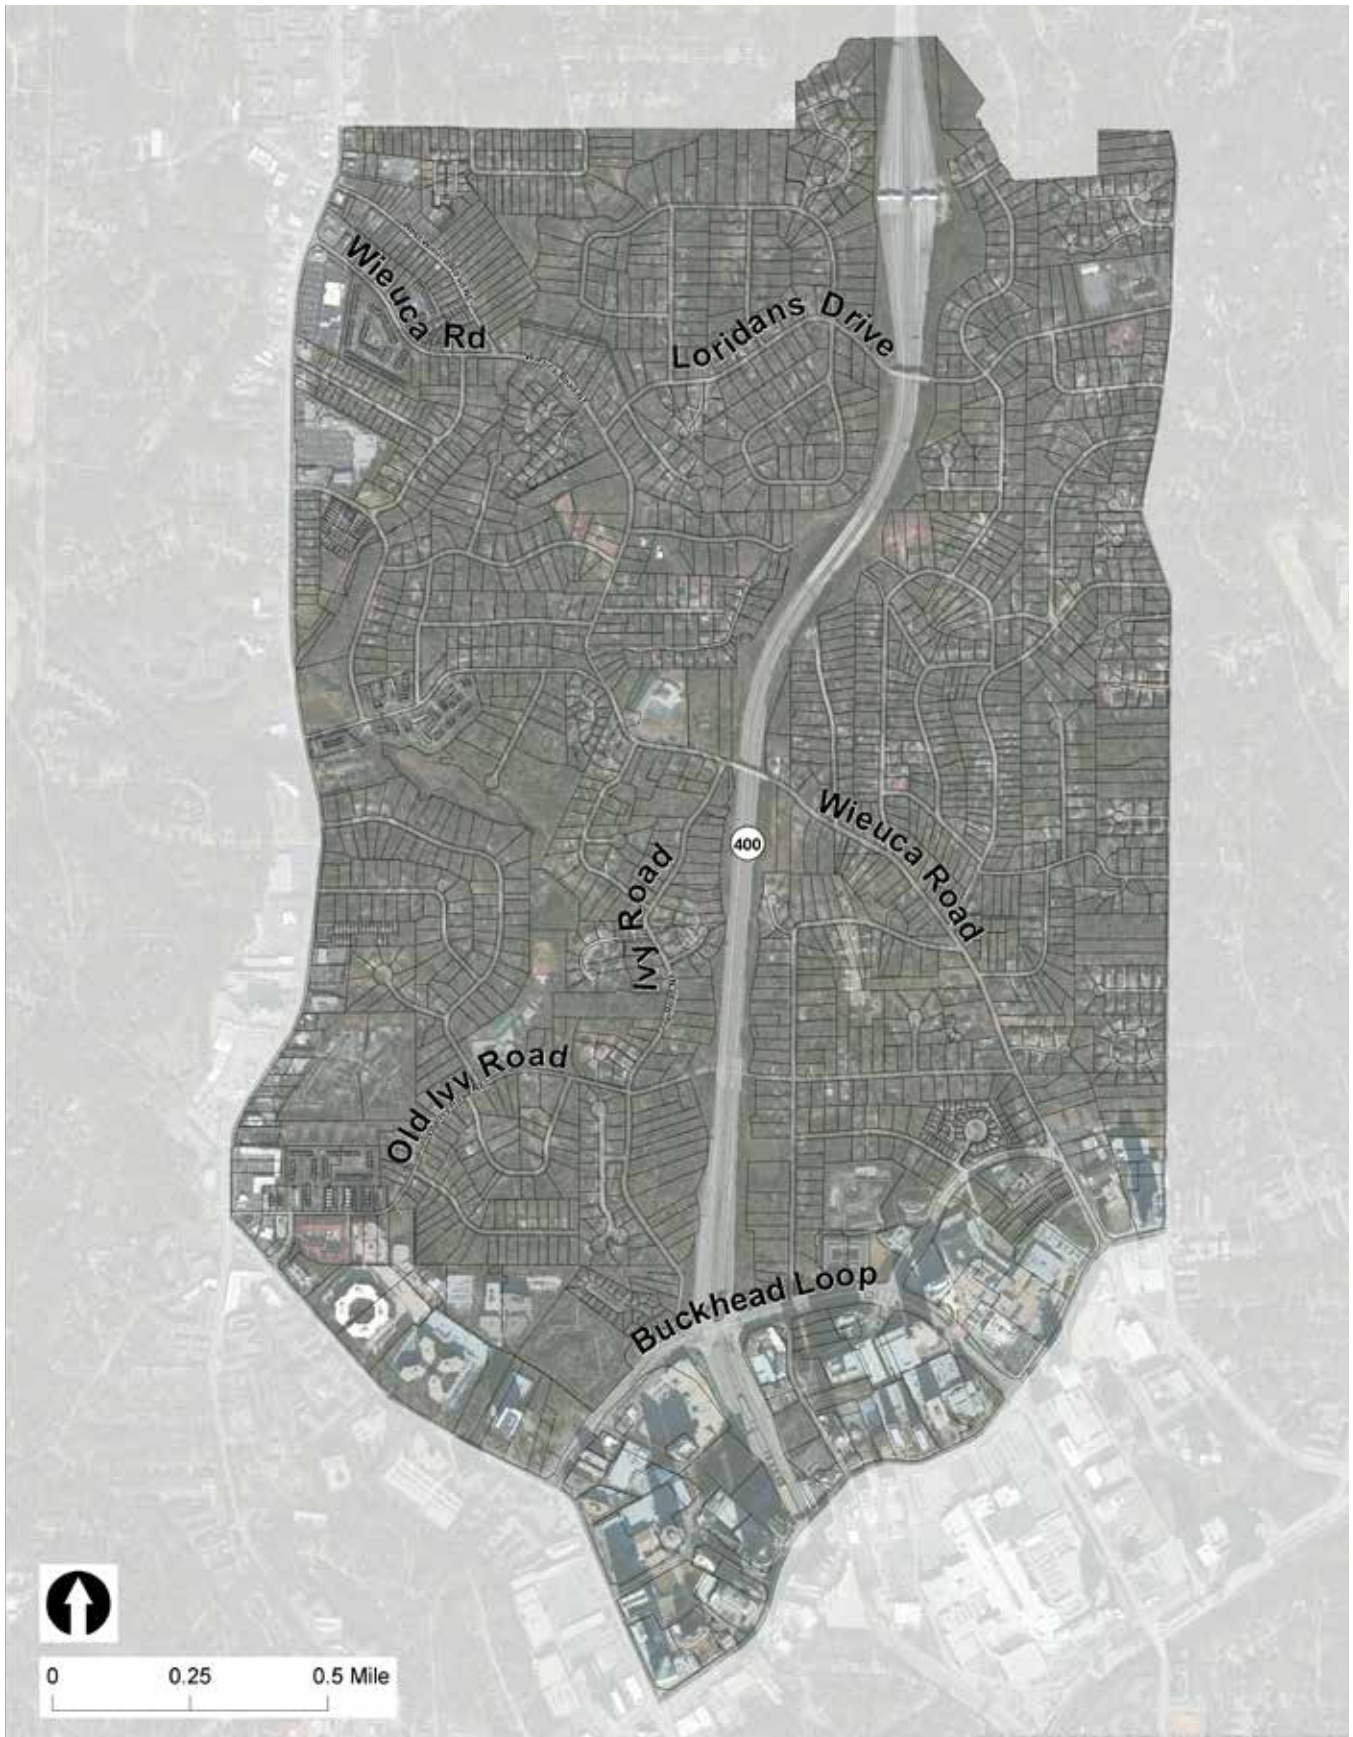 Wieuca Rd
Loridans Drive
Wieuca Road
400
Ivy Road
Old Ivy Road
Buckhead Loop
0 0.25 0.5 Mile